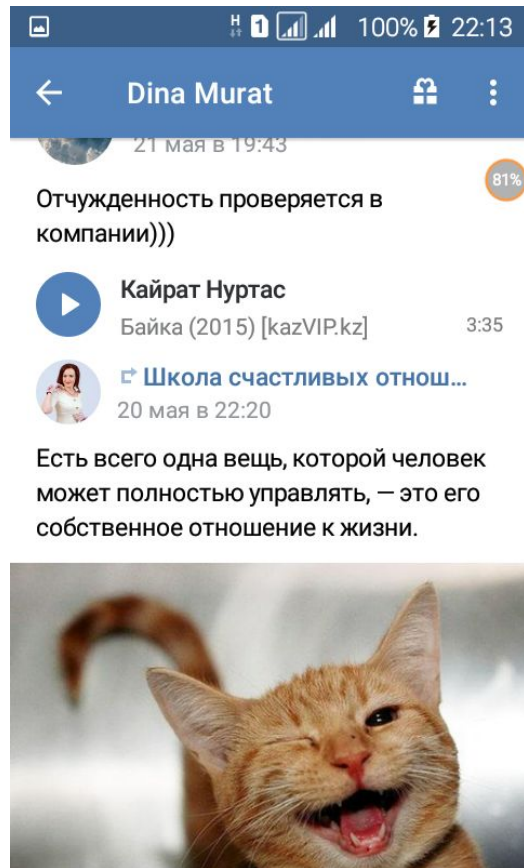 H 1 100% 22:13
Dina Murat
21 мая в 19:43
81%
Отчужденность проверяется в
компании)))
Кайрат Нуртас
Байка (2015) [kazVIP.kz] 3:35
Школа счастливых отнош...
20 мая в 22:20
Есть всего одна вещь, которой человек
может полностью управлять, — это его
собственное отношение к жизни.